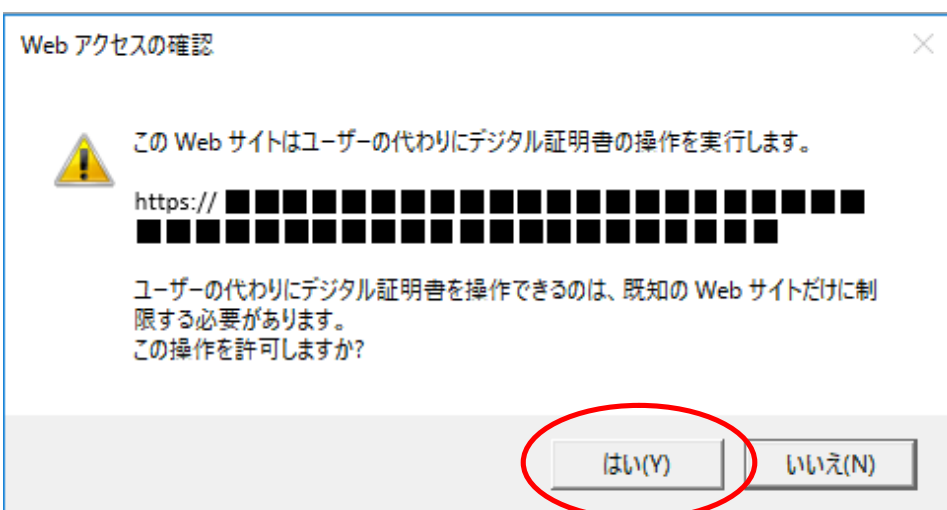 Web アクセスの確認
この Web サイトはユーザーの代わりにデジタル証明書の操作を実行します。
https:// ■■■■■■■■■■■■■■■■■■■■■■
■■■■■■■■■■■■■■■■■■■■■■
ユーザーの代わりにデジタル証明書を操作できるのは、既知の Web サイトだけに制
限する必要があります。
この操作を許可しますか?
はい(Y)
いいえ(N)